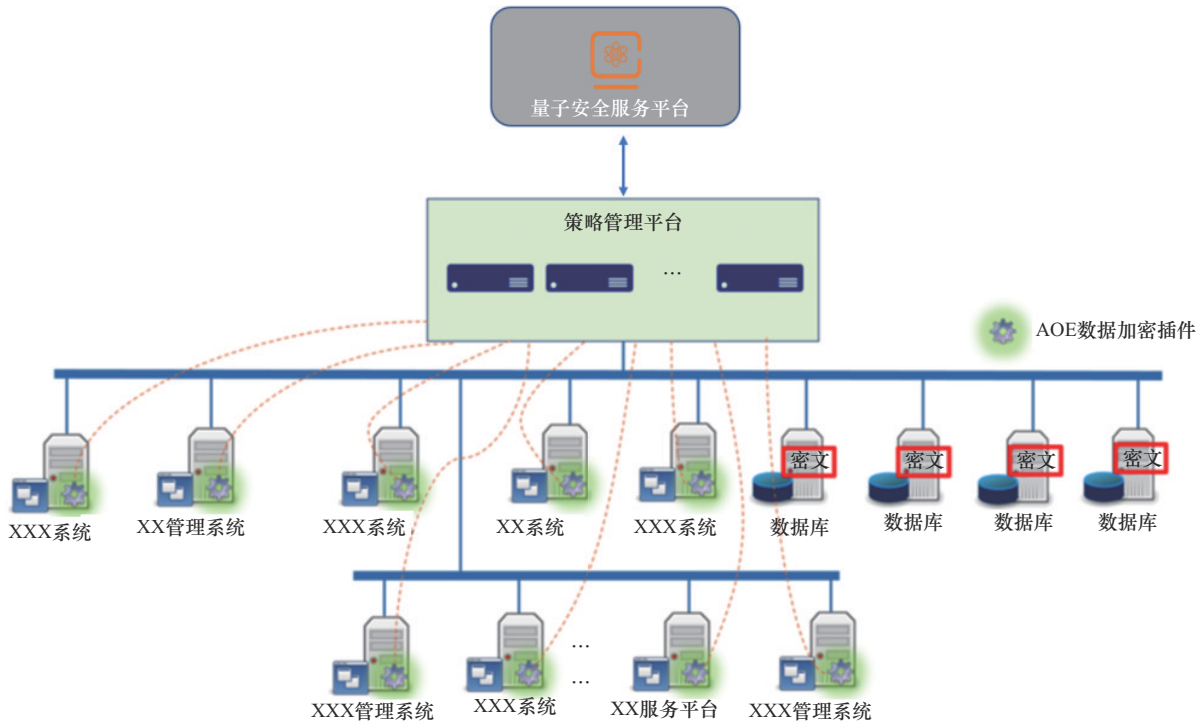 量子安全服务平台
策略管理平台
…
AOE数据加密插件
密文
密文
密文
密文
XXX系统
XX管理系统
XXX系统
XX系统
XXX系统
数据库
数据库
数据库
数据库
…
…
XXX管理系统
XXX系统
XX服务平台
XXX管理系统